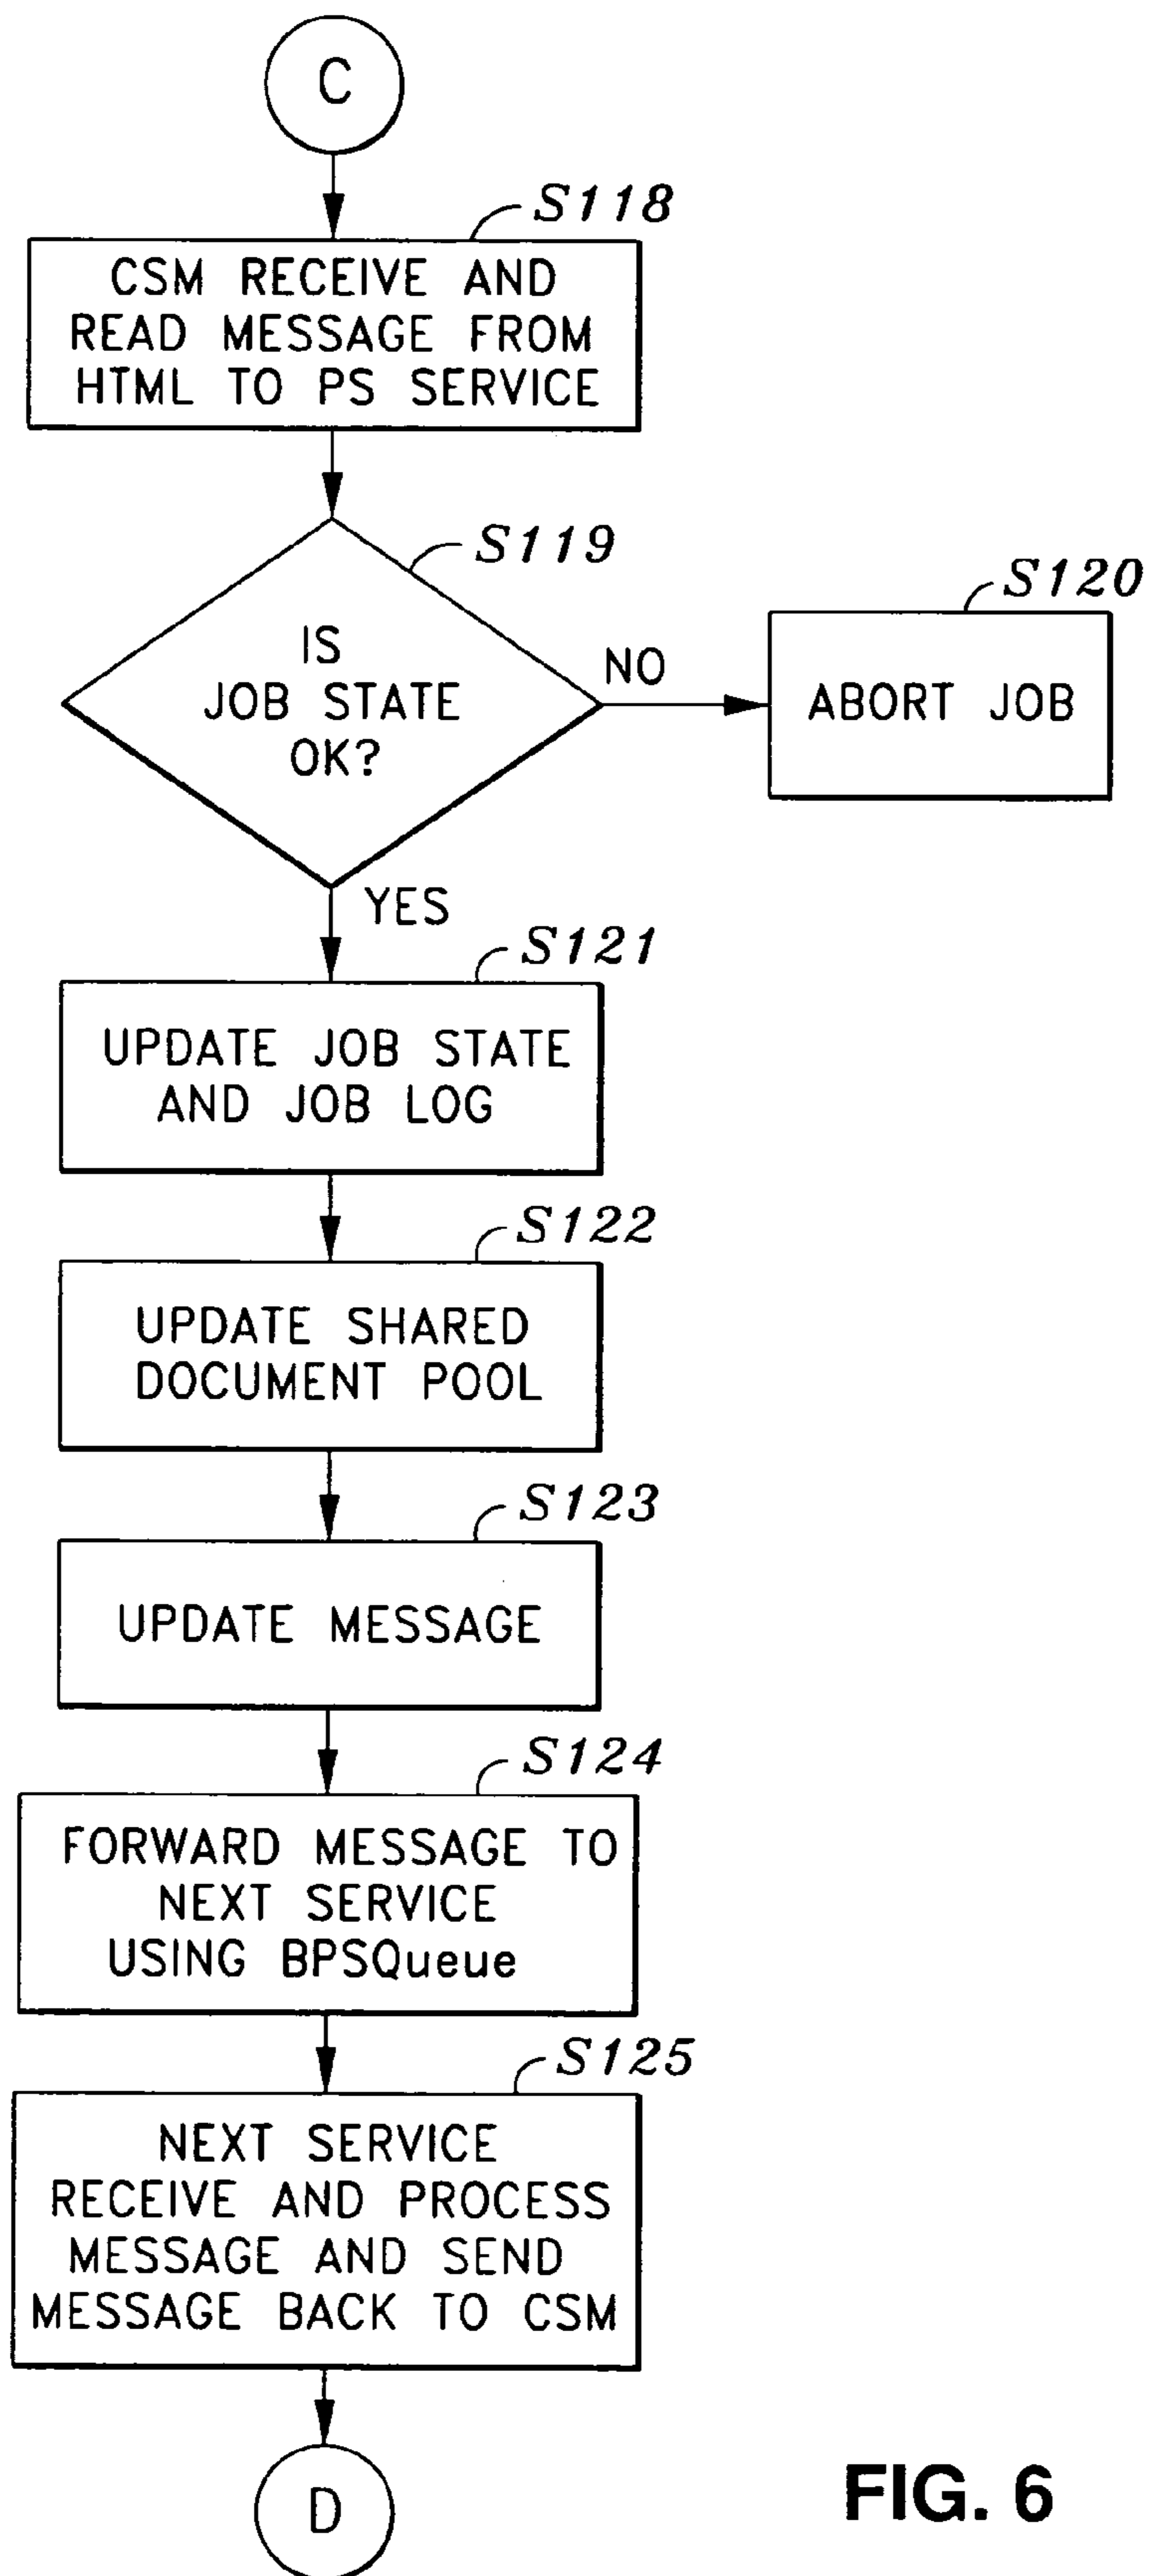 C
S118
CSM RECEIVE AND
READ MESSAGE FROM
HTML TO PS SERVICE
S119
IS
JOB STATE
OK?
NO
S120
ABORT JOB
YES
S121
UPDATE JOB STATE
AND JOB LOG
S122
UPDATE SHARED
DOCUMENT POOL
S123
UPDATE MESSAGE
S124
FORWARD MESSAGE TO
NEXT SERVICE
USING BPSQueue
S125
NEXT SERVICE
RECEIVE AND PROCESS
MESSAGE AND SEND
MESSAGE BACK TO CSM
D
FIG. 6